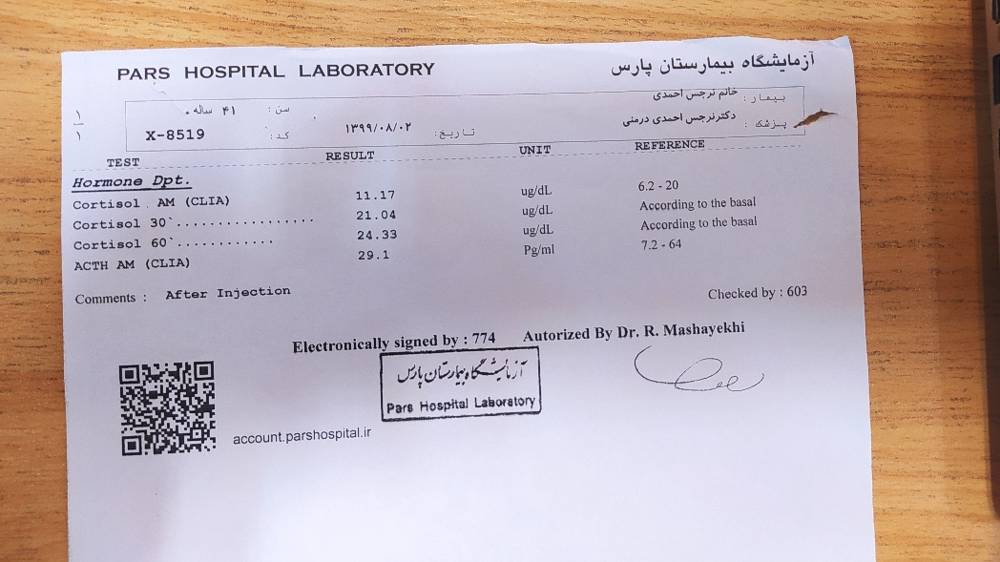 PARS HOSPITAL LABORATORY
آزمایشگاه بیمارستان پارس
بیمار: خانم نرجس احمدی
سن: ۴۱ ساله.
۱
۱
پزشک: دکترنرجس احمدی درمنی
تاریخ: ۱۳۹۹/۰۸/۰۲
کد: X-8519
TEST RESULT UNIT REFERENCE
Hormone Dpt.
Cortisol AM (CLIA) 11.17 ug/dL 6.2 - 20
Cortisol 30`................. 21.04 ug/dL According to the basal
Cortisol 60`............ 24.33 ug/dL According to the basal
ACTH AM (CLIA) 29.1 Pg/ml 7.2 - 64
Comments : After Injection
Checked by : 603
Electronically signed by : 774 Autorized By Dr. R. Mashayekhi
آزمایشگاه بیمارستان پارس
Pars Hospital Laboratory
account.parshospital.ir